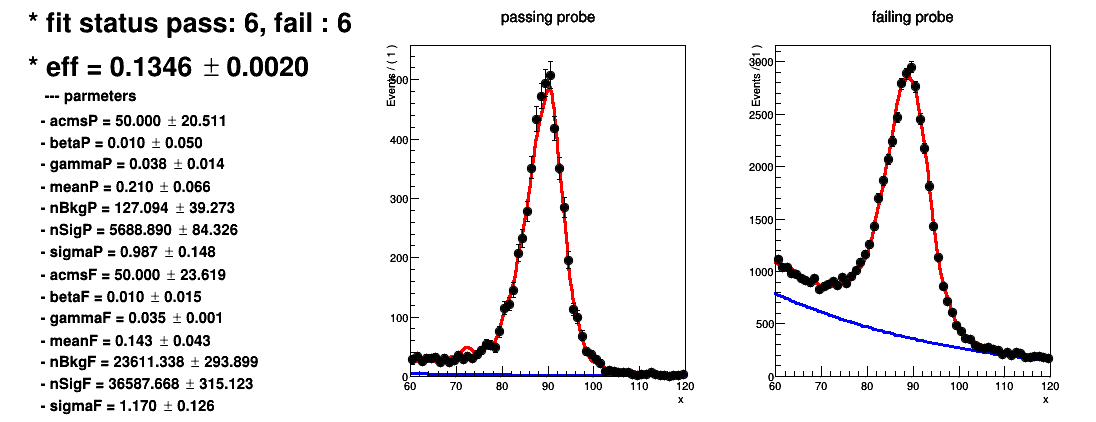 * fit status pass: 6, fail : 6
* eff = 0.1346 ± 0.0020
--- parmeters
- acmsP = 50.000 ± 20.511
- betaP = 0.010 ± 0.050
- gammaP = 0.038 ± 0.014
- meanP = 0.210 ± 0.066
- nBkgP = 127.094 ± 39.273
- nSigP = 5688.890 ± 84.326
- sigmaP = 0.987 ± 0.148
- acmsF = 50.000 ± 23.619
- betaF = 0.010 ± 0.015
- gammaF = 0.035 ± 0.001
- meanF = 0.143 ± 0.043
- nBkgF = 23611.338 ± 293.899
- nSigF = 36587.668 ± 315.123
- sigmaF = 1.170 ± 0.126
passing probe
Events / ( 1 )
500
400
300
200
100
0
60 70 80 90 100 110 120
x
failing probe
Events / ( 1 )
3000
2500
2000
1500
1000
500
0
60 70 80 90 100 110 120
x